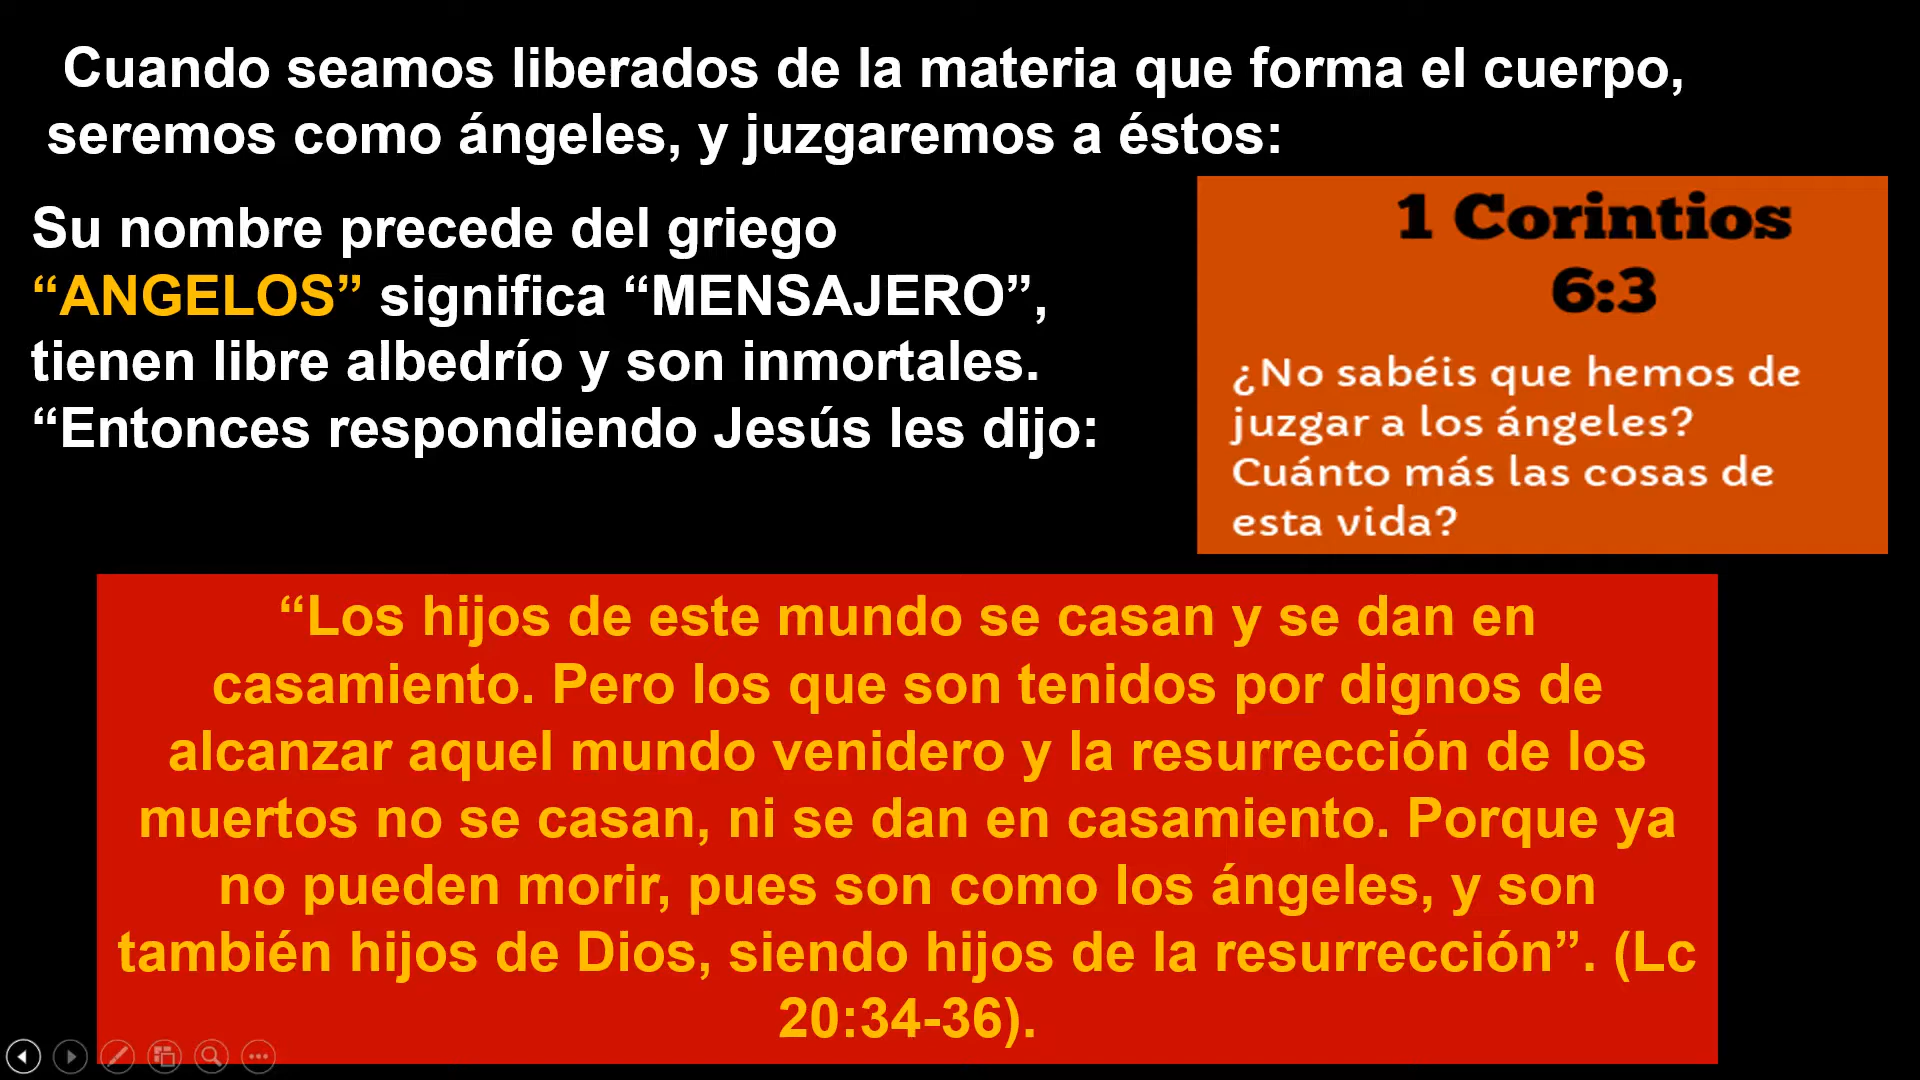 Cuando seamos liberados de la materia que forma el cuerpo,
seremos como ángeles, y juzgaremos a éstos:
Su nombre precede del griego
“ANGELOS” significa “MENSAJERO”,
tienen libre albedrío y son inmortales.
“Entonces respondiendo Jesús les dijo:
1 Corintios
6:3
¿No sabéis que hemos de
juzgar a los ángeles?
Cuánto más las cosas de
esta vida?
“Los hijos de este mundo se casan y se dan en
casamiento. Pero los que son tenidos por dignos de
alcanzar aquel mundo venidero y la resurrección de los
muertos no se casan, ni se dan en casamiento. Porque ya
no pueden morir, pues son como los ángeles, y son
también hijos de Dios, siendo hijos de la resurrección”. (Lc
20:34-36).